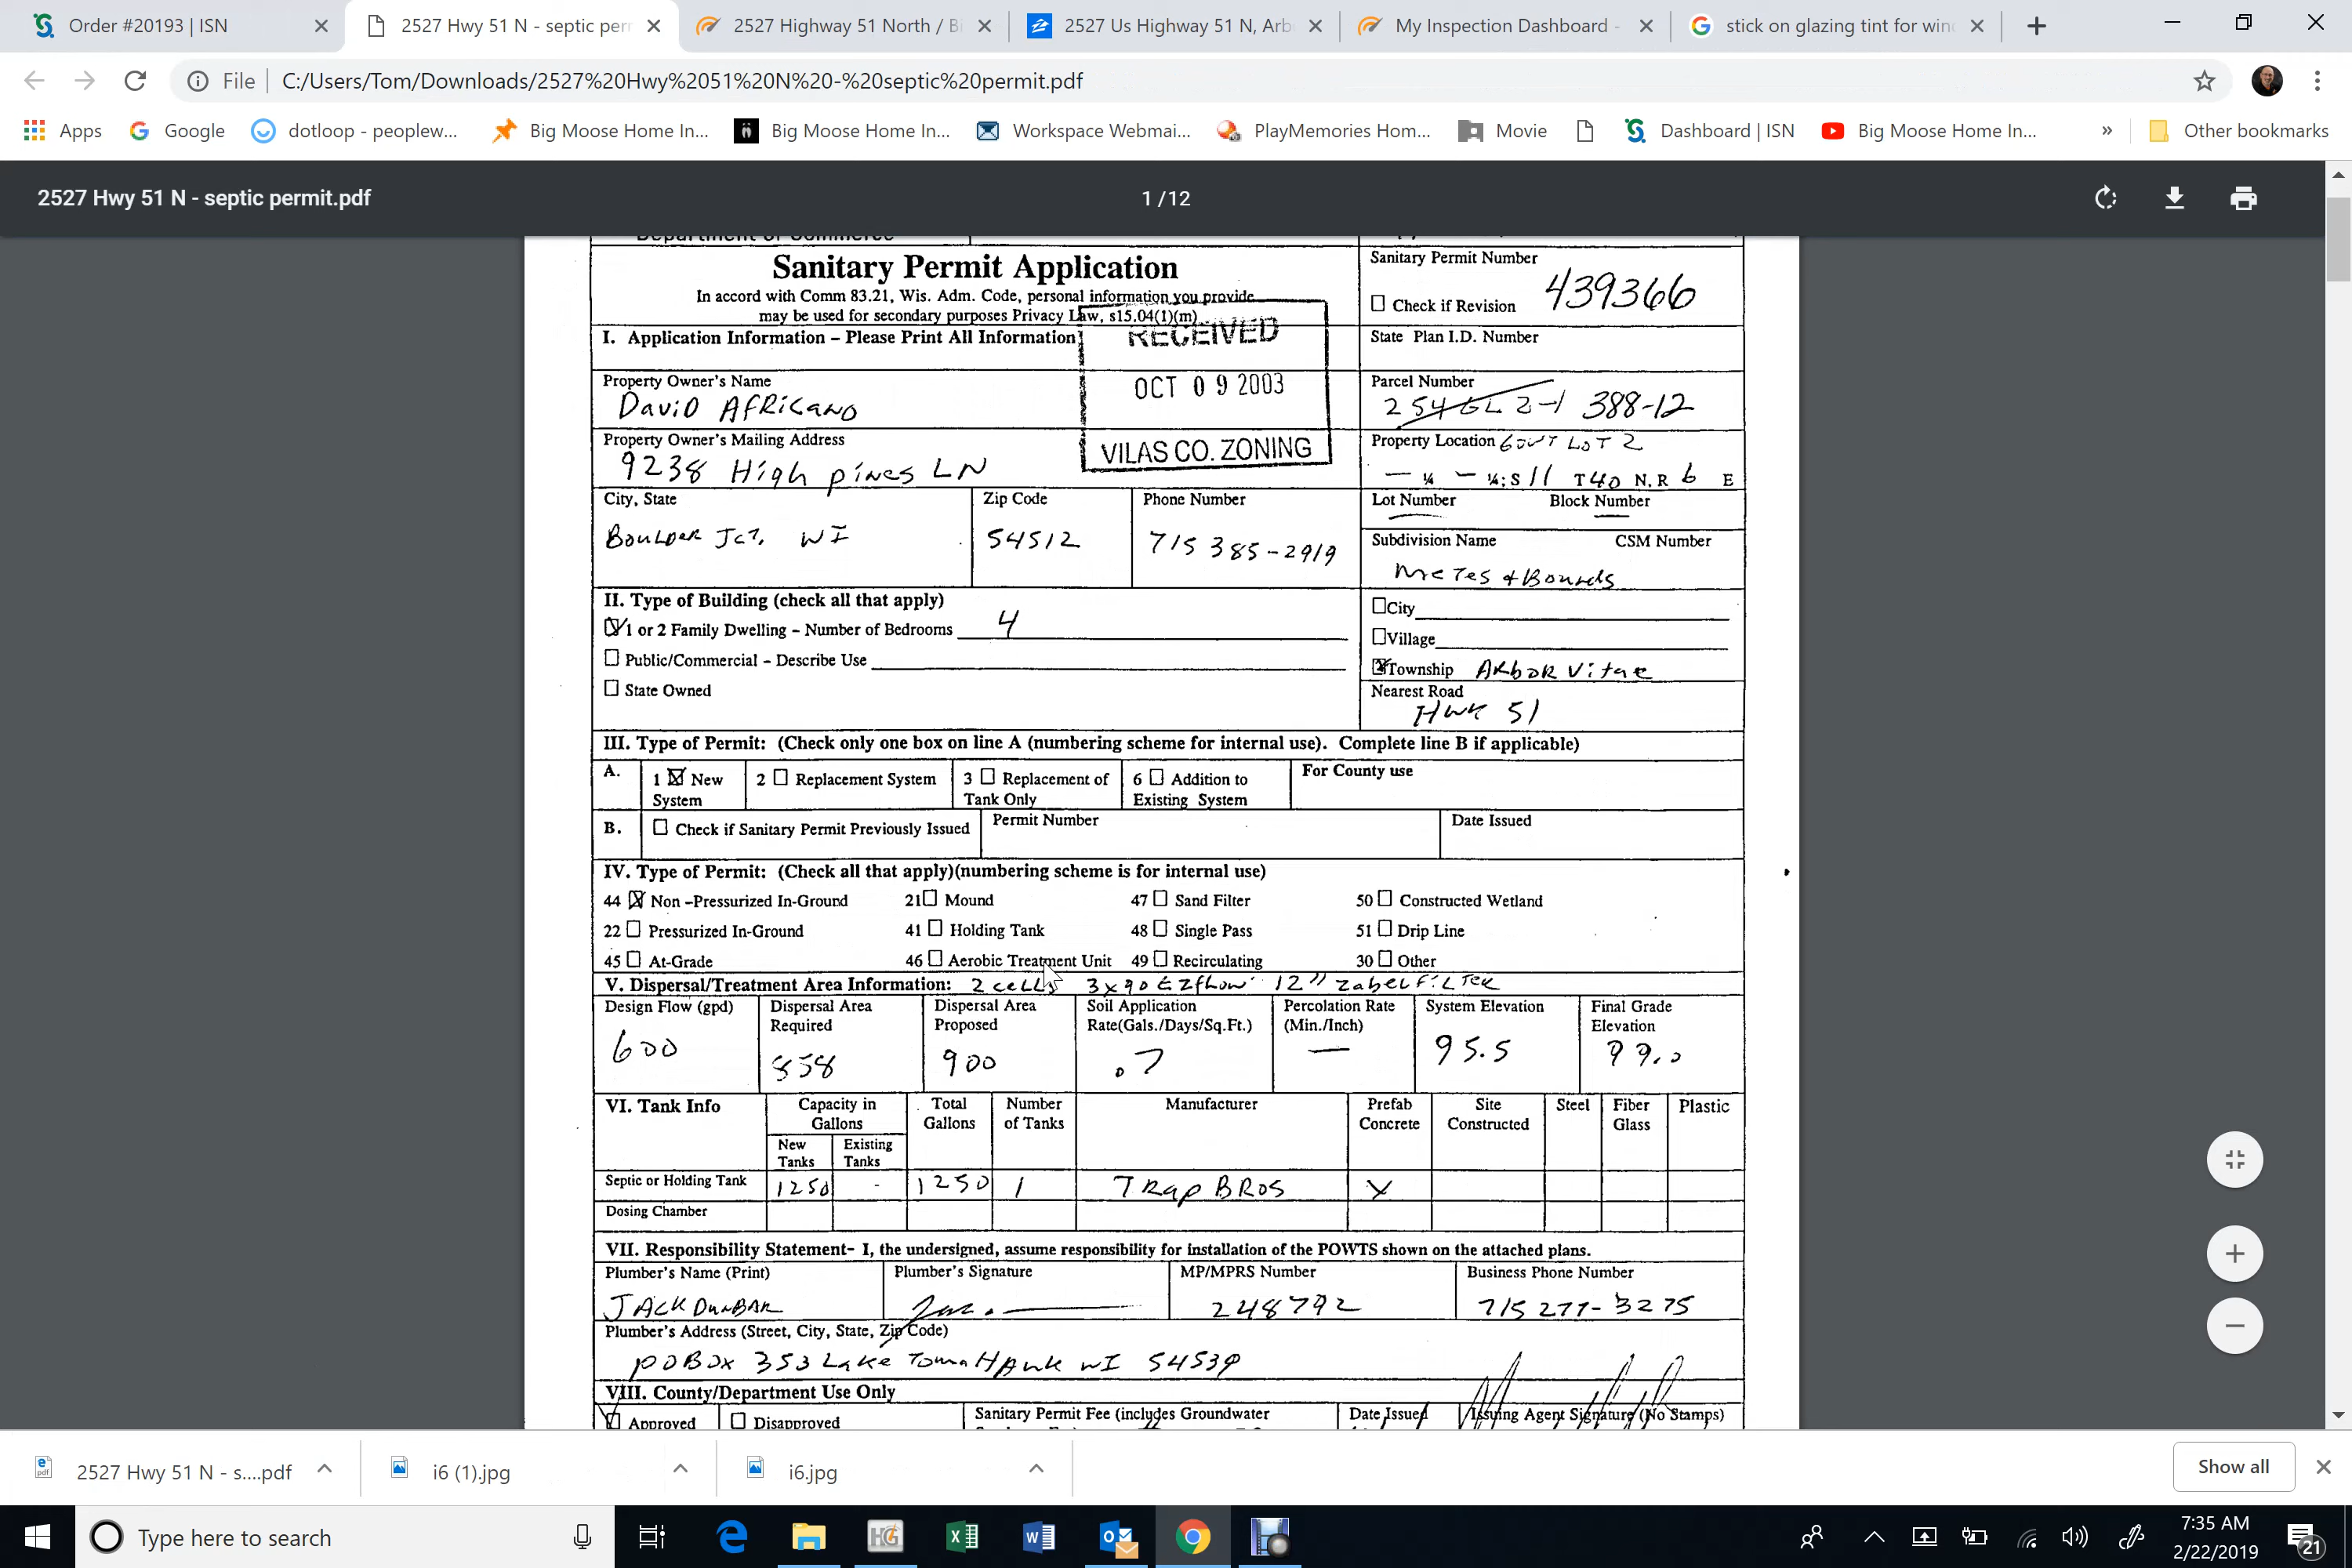 Order #20193 | ISN
2527 Hwy 51 N - septic perr
2527 Highway 51 North / Bi
2527 Us Highway 51 N, Arb
My Inspection Dashboard -
stick on glazing tint for wind
File C:/Users/Tom/Downloads/2527%20Hwy%2051%20N%20-%20septic%20permit.pdf
Apps Google dotloop - peoplew... Big Moose Home In... Big Moose Home In... Workspace Webmai... PlayMemories Hom... Movie Dashboard | ISN Big Moose Home In... » Other bookmarks
2527 Hwy 51 N - septic permit.pdf 1 / 12
Department of Commerce
Sanitary Permit Application
In accord with Comm 83.21, Wis. Adm. Code, personal information you provide
may be used for secondary purposes Privacy Law, s15.04(1)(m)
Sanitary Permit Number
439366
Check if Revision
RECEIVED
OCT 09 2003
VILAS CO. ZONING
I. Application Information – Please Print All Information
State Plan I.D. Number
Property Owner's Name
David Africano
Parcel Number
388-12
Property Owner's Mailing Address
9238 High pines LN
Property Location Govt Lot 2
— ¼ — ¼; S 11 T 40 N, R 6 E
City, State
Boulder Jct. WI
Zip Code
54512
Phone Number
715 385-2919
Lot Number Block Number
Subdivision Name CSM Number
Metes & Bounds
II. Type of Building (check all that apply)
1 or 2 Family Dwelling – Number of Bedrooms 4
Public/Commercial – Describe Use
State Owned
City
Village
Township Arbor Vitae
Nearest Road
Hwy 51
III. Type of Permit: (Check only one box on line A (numbering scheme for internal use). Complete line B if applicable)
A. 1 New System 2 Replacement System 3 Replacement of Tank Only 6 Addition to Existing System For County use
B. Check if Sanitary Permit Previously Issued Permit Number Date Issued
IV. Type of Permit: (Check all that apply)(numbering scheme is for internal use)
44 Non –Pressurized In-Ground 21 Mound 47 Sand Filter 50 Constructed Wetland
22 Pressurized In-Ground 41 Holding Tank 48 Single Pass 51 Drip Line
45 At-Grade 46 Aerobic Treatment Unit 49 Recirculating 30 Other
V. Dispersal/Treatment Area Information: 2 cells 3x90 EZflow 12" Zabel Filter
Design Flow (gpd)
600
Dispersal Area Required
858
Dispersal Area Proposed
900
Soil Application Rate(Gals./Days/Sq.Ft.)
.7
Percolation Rate (Min./Inch)
—
System Elevation
95.5
Final Grade Elevation
99.0
VI. Tank Info
Capacity in Gallons
New Tanks
Existing Tanks
Total Gallons
Number of Tanks
Manufacturer
Prefab Concrete
Site Constructed
Steel
Fiber Glass
Plastic
Septic or Holding Tank 1250 - 1250 1 Trap Bros X
Dosing Chamber
VII. Responsibility Statement- I, the undersigned, assume responsibility for installation of the POWTS shown on the attached plans.
Plumber's Name (Print)
Jack Dunbar
Plumber's Signature
MP/MPRS Number
248792
Business Phone Number
715 277-3275
Plumber's Address (Street, City, State, Zip Code)
PO Box 353 Lake Tomahawk WI 54539
VIII. County/Department Use Only
Approved Disapproved
Sanitary Permit Fee (includes Groundwater
Date Issued
Issuing Agent Signature (No Stamps)
2527 Hwy 51 N - s....pdf
i6 (1).jpg
i6.jpg
Show all
Type here to search
7:35 AM
2/22/2019
21